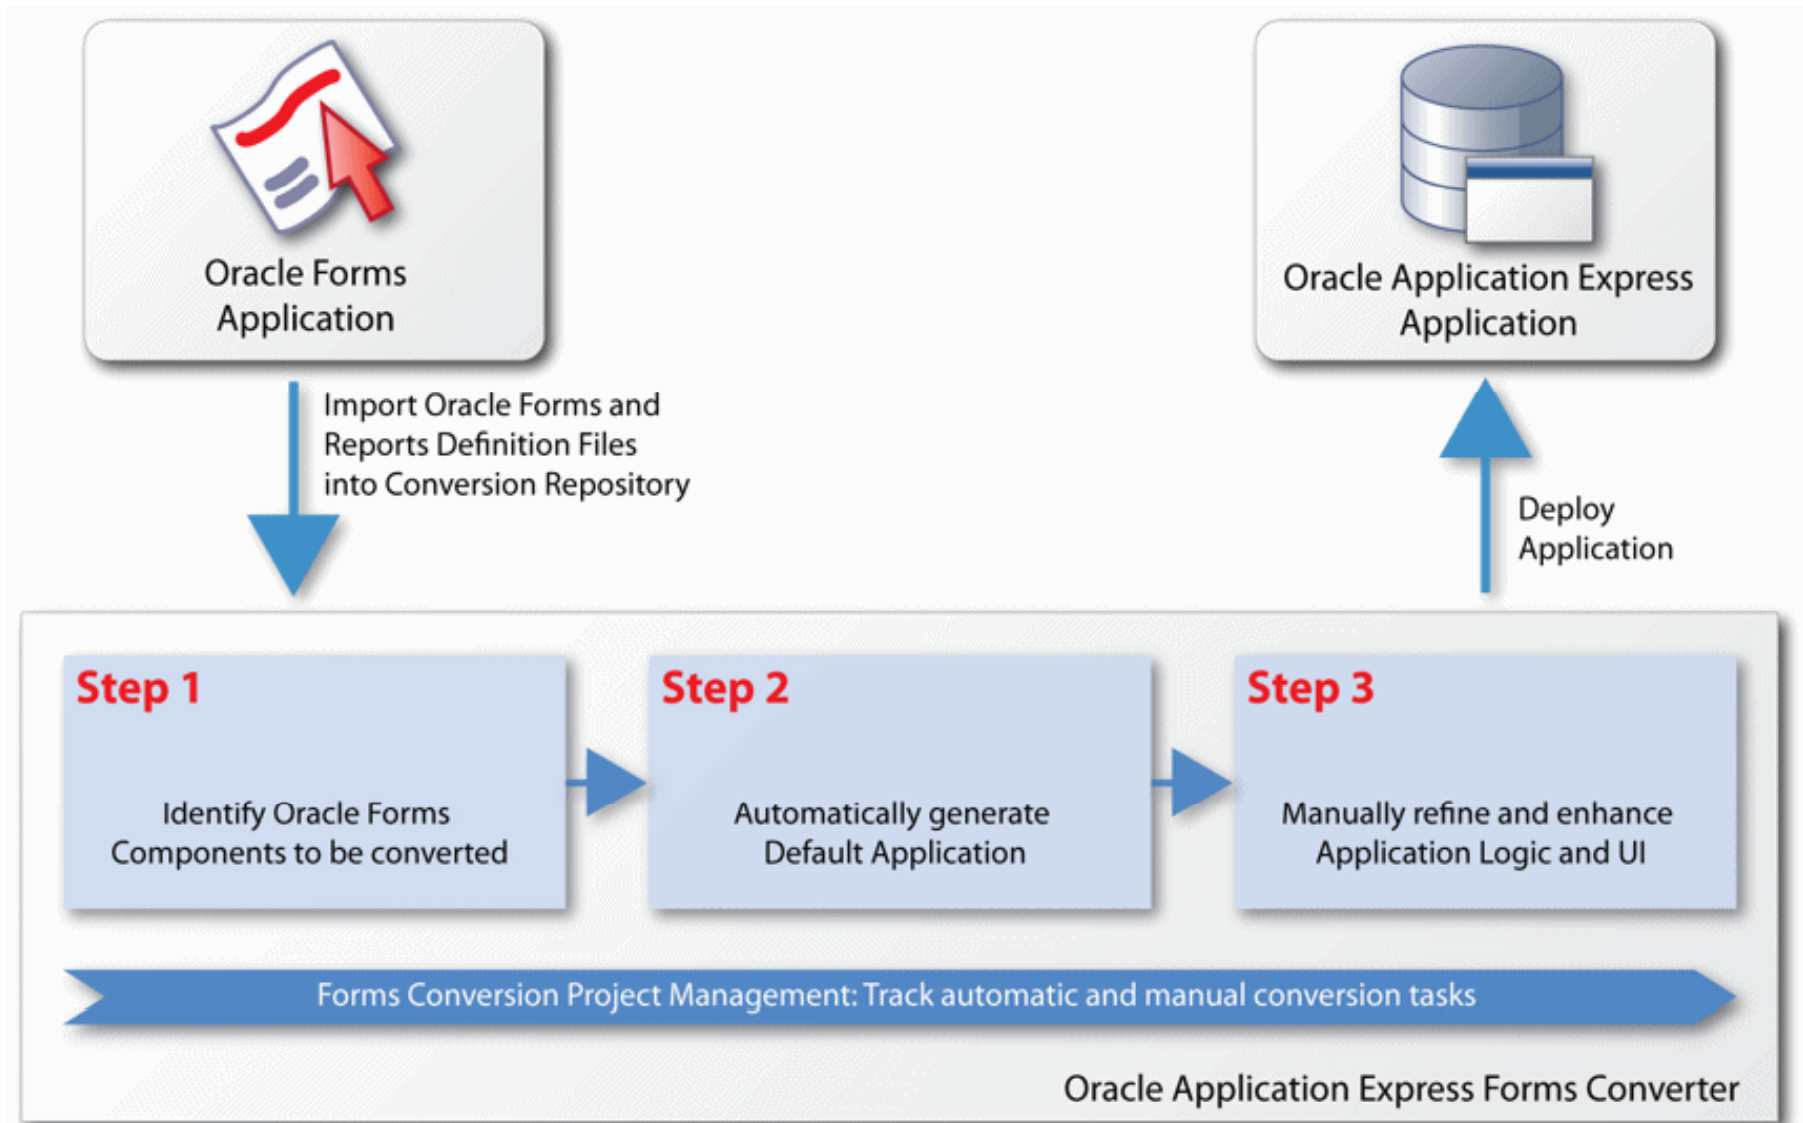 Oracle Forms
Application
Oracle Application Express
Application
Import Oracle Forms and
Reports Definition Files
into Conversion Repository
Deploy
Application
Step 1
Identify Oracle Forms
Components to be converted
Step 2
Automatically generate
Default Application
Step 3
Manually refine and enhance
Application Logic and UI
Forms Conversion Project Management: Track automatic and manual conversion tasks
Oracle Application Express Forms Converter